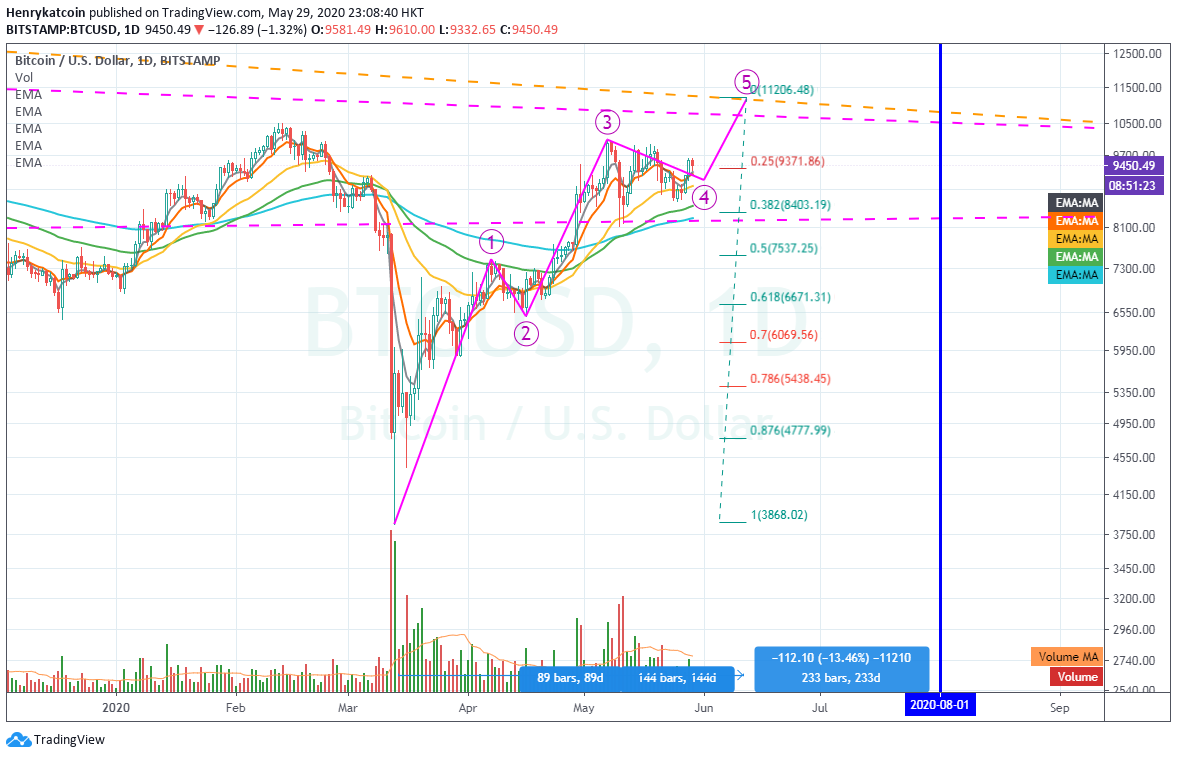 Henrykatcoin published on TradingView.com, May 29, 2020 23:08:40 HKT
BITSTAMP:BTCUSD, 1D 9450.49 ▼ −126.89 (−1.32%) O:9581.49 H:9610.00 L:9332.65 C:9450.49
Bitcoin / U.S. Dollar, 1D, BITSTAMP
Vol
EMA
EMA
EMA
EMA
EMA
12500.00
11500.00
10500.00
9700.00
9450.49
08:51:23
8100.00
7300.00
6550.00
5950.00
5350.00
4950.00
4550.00
4150.00
3750.00
3450.00
3200.00
2960.00
2740.00
2540.00
EMA:MA
EMA:MA
EMA:MA
EMA:MA
EMA:MA
1
2
3
4
5
0(11206.48)
0.25(9371.86)
0.382(8403.19)
0.5(7537.25)
0.618(6671.31)
0.7(6069.56)
0.786(5438.45)
0.876(4777.99)
1(3868.02)
BTCUSD, 1D
Bitcoin / U.S. Dollar
Volume MA
Volume
89 bars, 89d
144 bars, 144d
−112.10 (−13.46%) −11210
233 bars, 233d
2020 Feb Mar Apr May Jun Jul 2020-08-01 Sep
TradingView